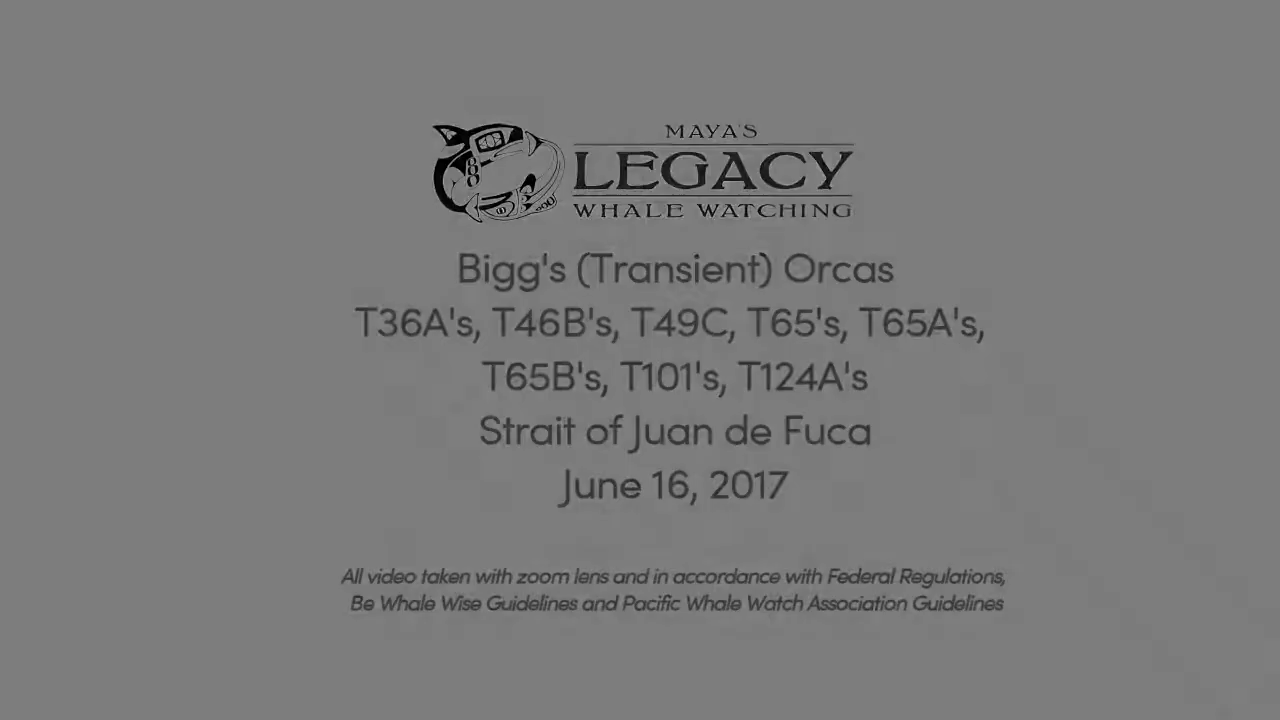 MAYA'S
LEGACY
WHALE WATCHING
Bigg's (Transient) Orcas
T36A's, T46B's, T49C, T65's, T65A's,
T65B's, T101's, T124A's
Strait of Juan de Fuca
June 16, 2017
All video taken with zoom lens and in accordance with Federal Regulations,
Be Whale Wise Guidelines and Pacific Whale Watch Association Guidelines